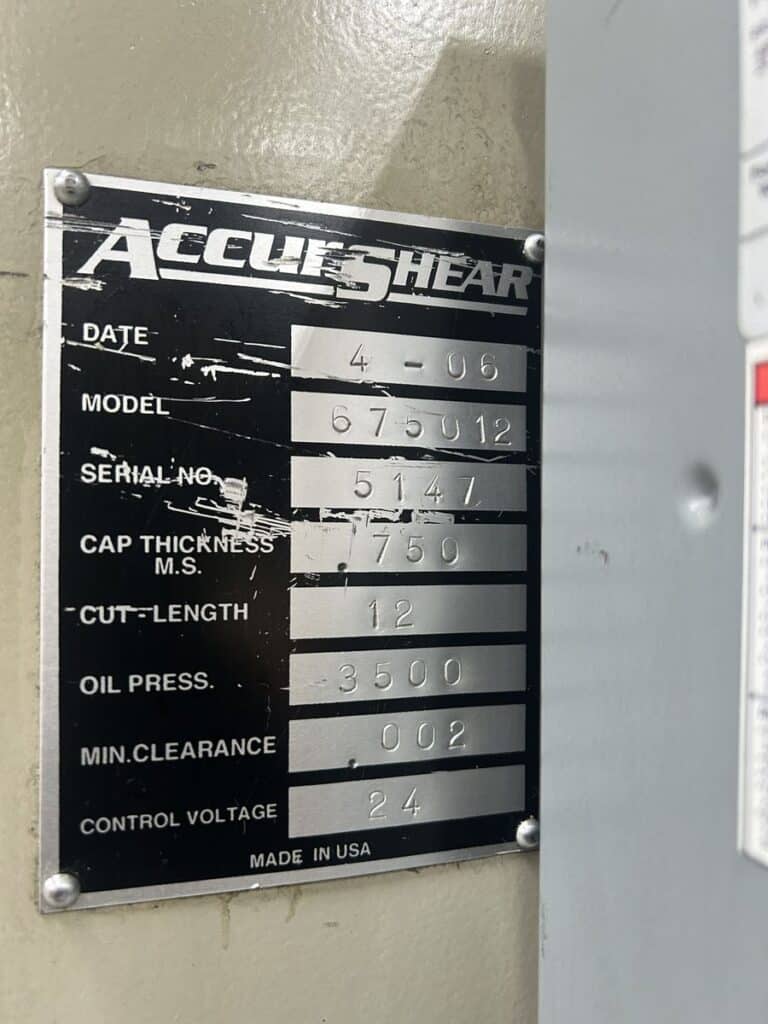 ACCURSHEAR
DATE 4 - 06
MODEL 675012
SERIAL NO. 5147
CAP THICKNESS .750
M.S.
CUT - LENGTH 12
OIL PRESS. 3500
MIN. CLEARANCE .002
CONTROL VOLTAGE 24
MADE IN USA